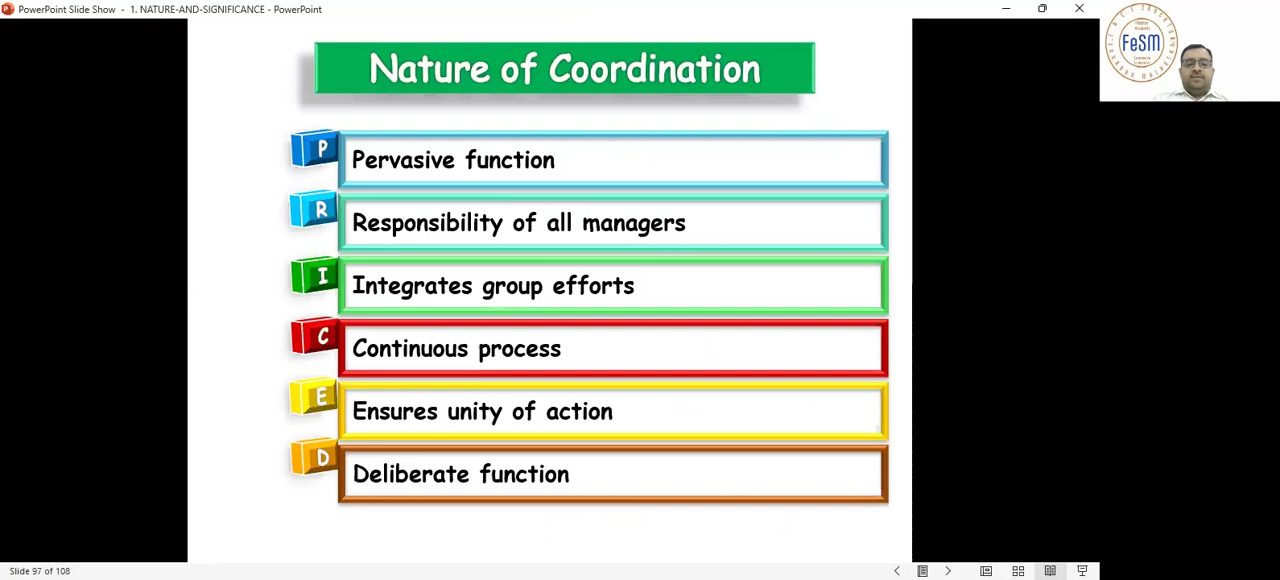 PowerPoint Slide Show - 1. NATURE-AND-SIGNIFICANCE - PowerPoint
FeSM
Nature of Coordination
P Pervasive function
R Responsibility of all managers
I Integrates group efforts
C Continuous process
E Ensures unity of action
D Deliberate function
Slide 97 of 108